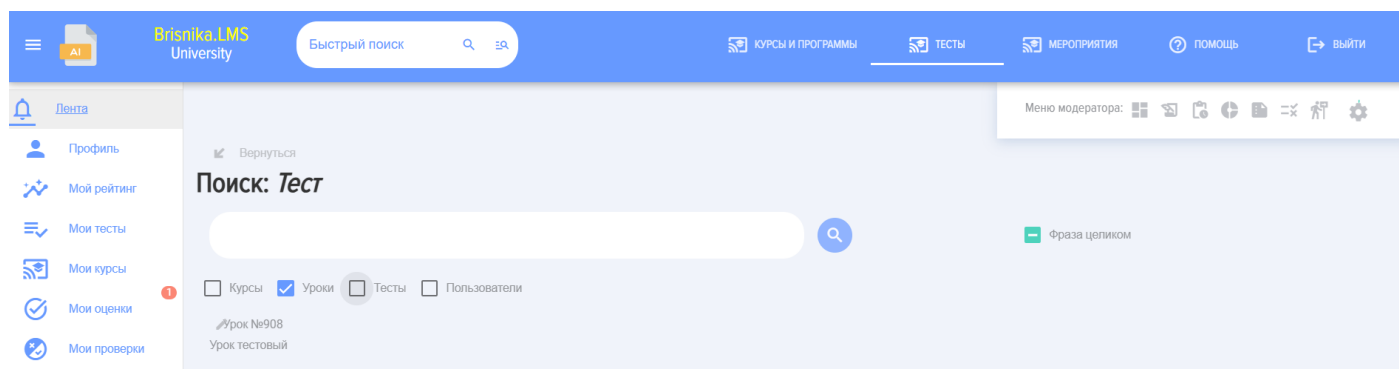 AI
Brisnika.LMS
University
Быстрый поиск
КУРСЫ И ПРОГРАММЫ
ТЕСТЫ
МЕРОПРИЯТИЯ
ПОМОЩЬ
ВЫЙТИ
Меню модератора:
Лента
Профиль
Мой рейтинг
Мои тесты
Мои курсы
1
Мои оценки
Мои проверки
Вернуться
Поиск: Тест
Фраза целиком
Курсы Уроки Тесты Пользователи
Урок №908
Урок тестовый